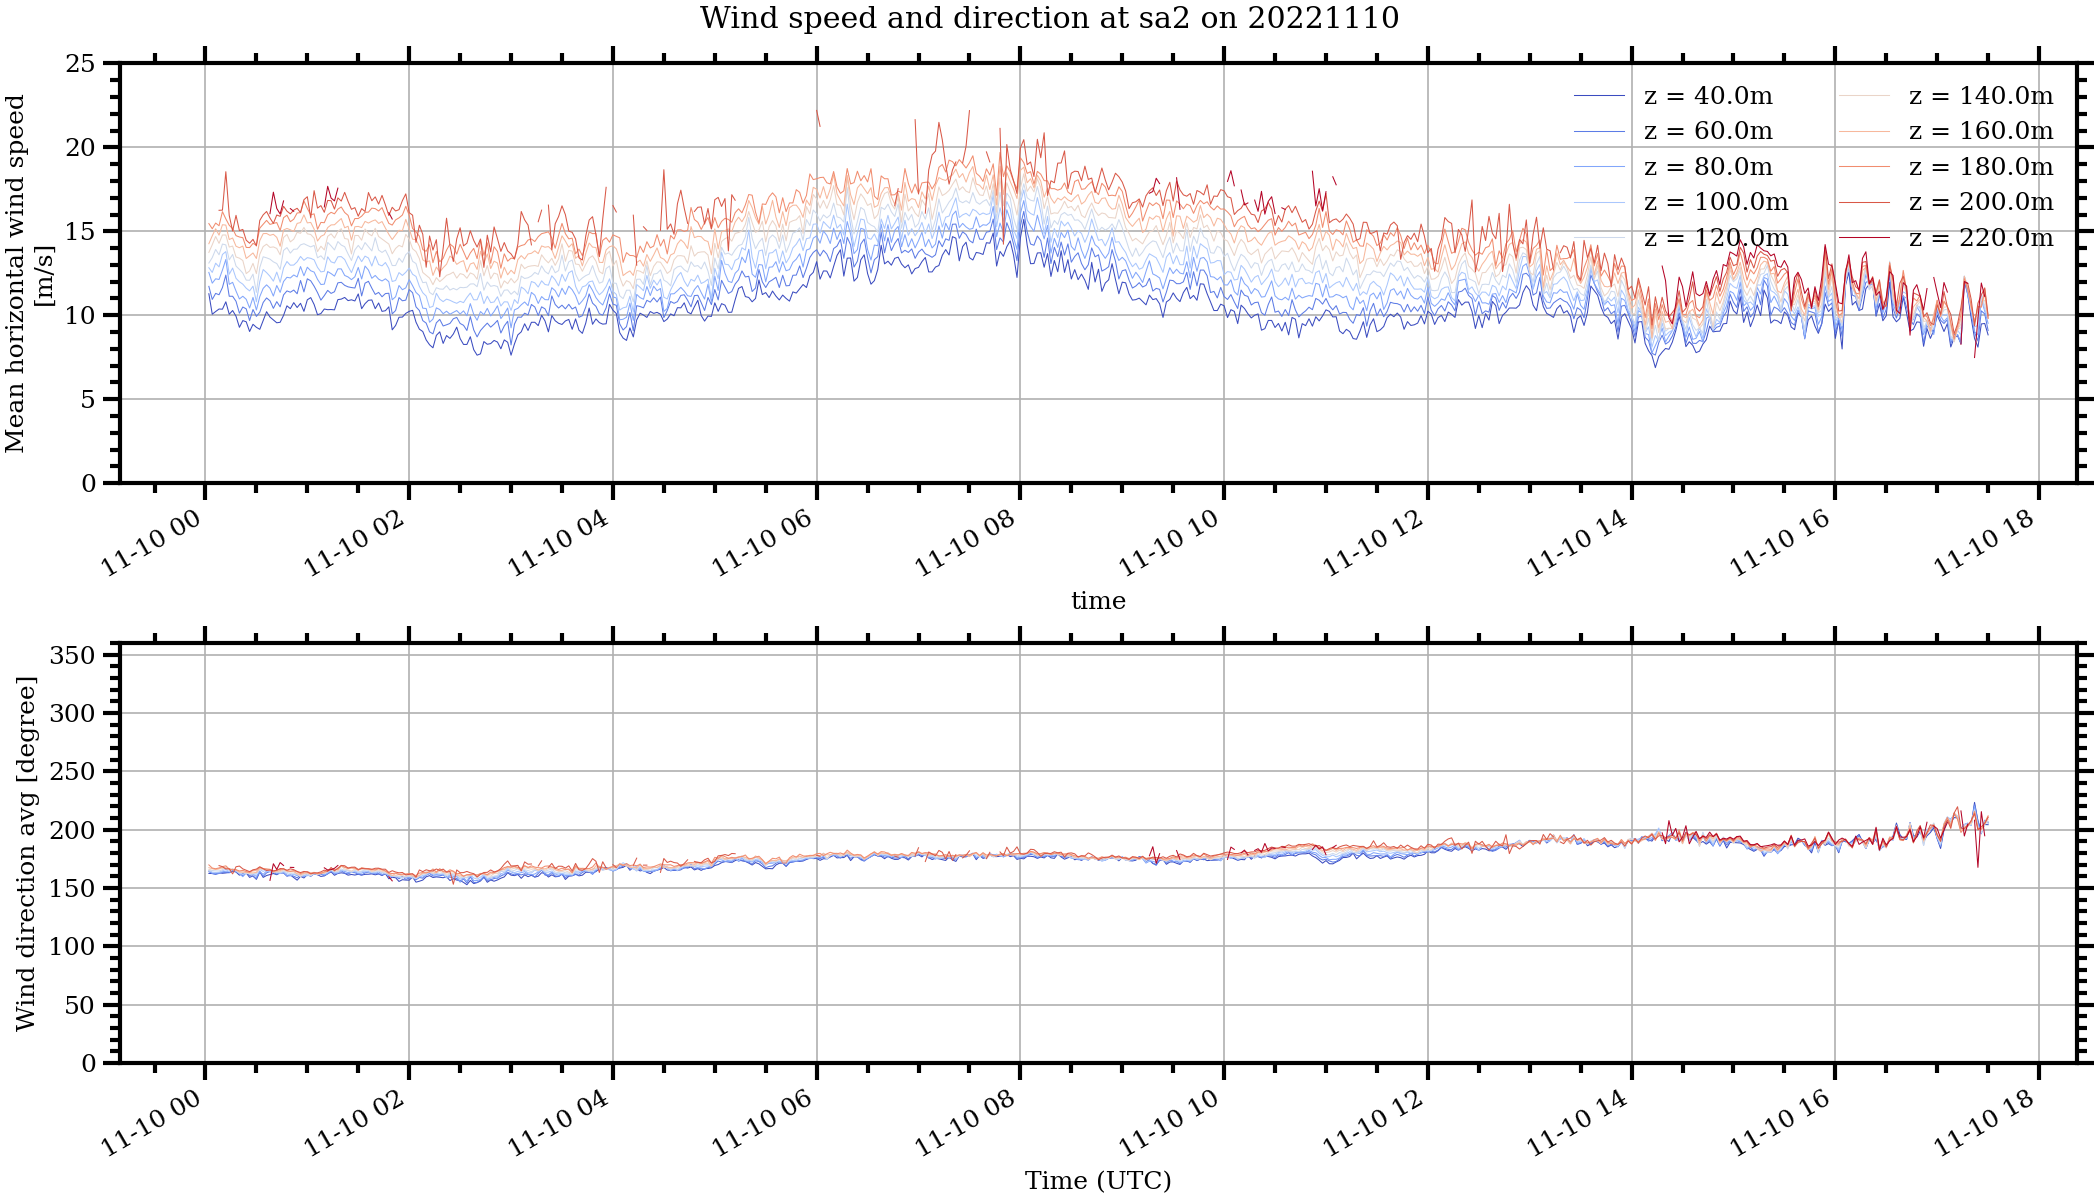 Wind speed and direction at sa2 on 20221110
Mean horizontal wind speed
[m/s]
25
20
15
10
5
0
z = 40.0m
z = 60.0m
z = 80.0m
z = 100.0m
z = 120.0m
z = 140.0m
z = 160.0m
z = 180.0m
z = 200.0m
z = 220.0m
11-10 00
11-10 02
11-10 04
11-10 06
11-10 08
11-10 10
11-10 12
11-10 14
11-10 16
11-10 18
time
Wind direction avg [degree]
350
300
250
200
150
100
50
0
11-10 00
11-10 02
11-10 04
11-10 06
11-10 08
11-10 10
11-10 12
11-10 14
11-10 16
11-10 18
Time (UTC)